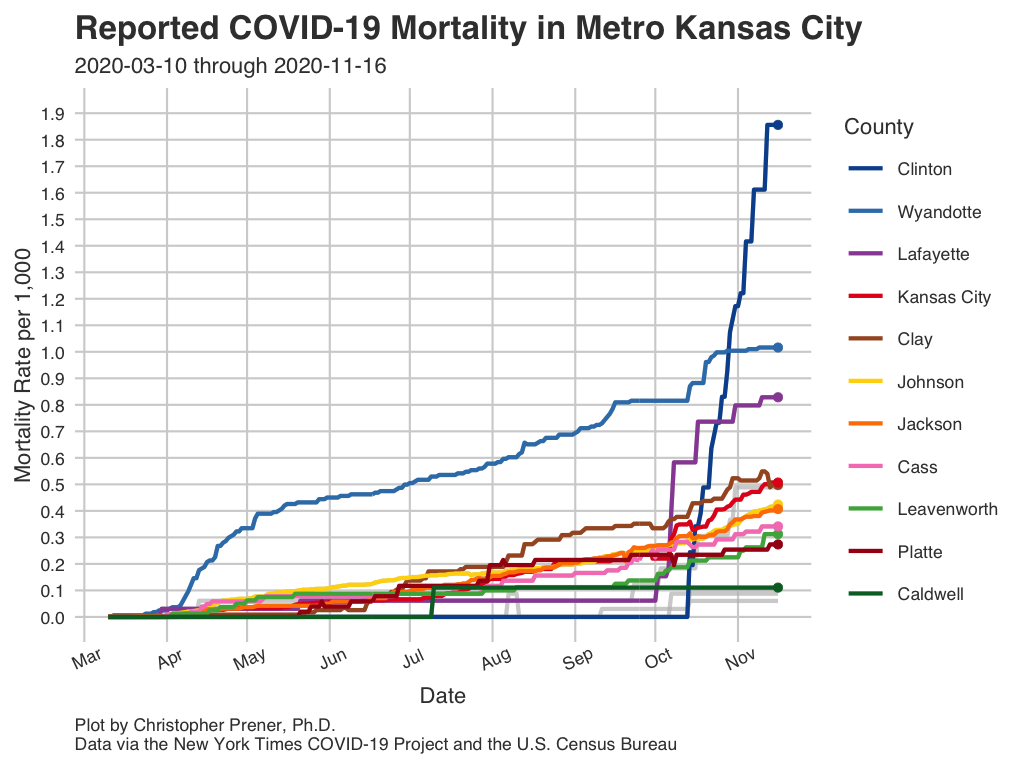 Reported COVID-19 Mortality in Metro Kansas City
2020-03-10 through 2020-11-16
Mortality Rate per 1,000
1.9
1.8
1.7
1.6
1.5
1.4
1.3
1.2
1.1
1.0
0.9
0.8
0.7
0.6
0.5
0.4
0.3
0.2
0.1
0.0
Mar
Apr
May
Jun
Jul
Aug
Sep
Oct
Nov
Date
County
Clinton
Wyandotte
Lafayette
Kansas City
Clay
Johnson
Jackson
Cass
Leavenworth
Platte
Caldwell
Plot by Christopher Prener, Ph.D.
Data via the New York Times COVID-19 Project and the U.S. Census Bureau